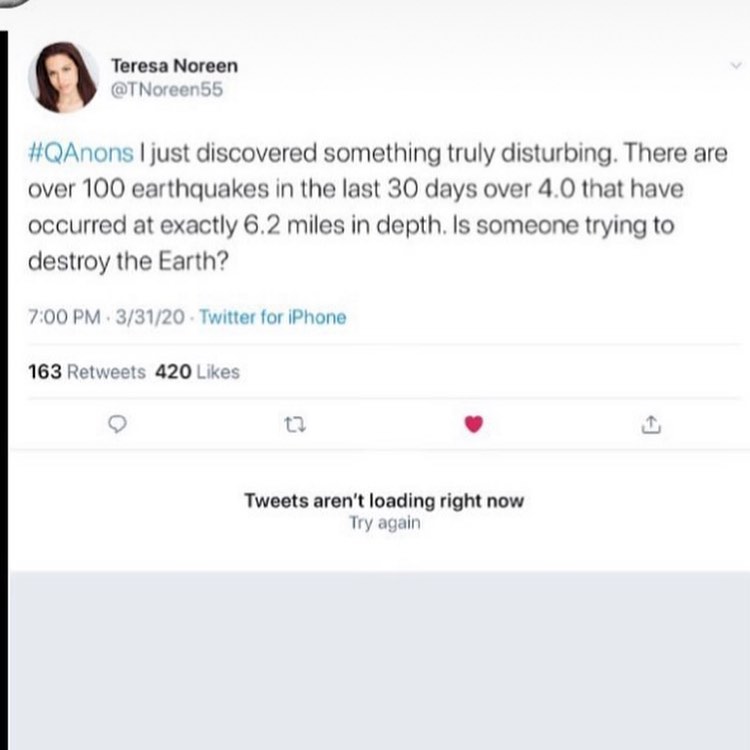 Teresa Noreen
@TNoreen55
#QAnons I just discovered something truly disturbing. There are
over 100 earthquakes in the last 30 days over 4.0 that have
occurred at exactly 6.2 miles in depth. Is someone trying to
destroy the Earth?
7:00 PM · 3/31/20 · Twitter for iPhone
163 Retweets 420 Likes
Tweets aren't loading right now
Try again